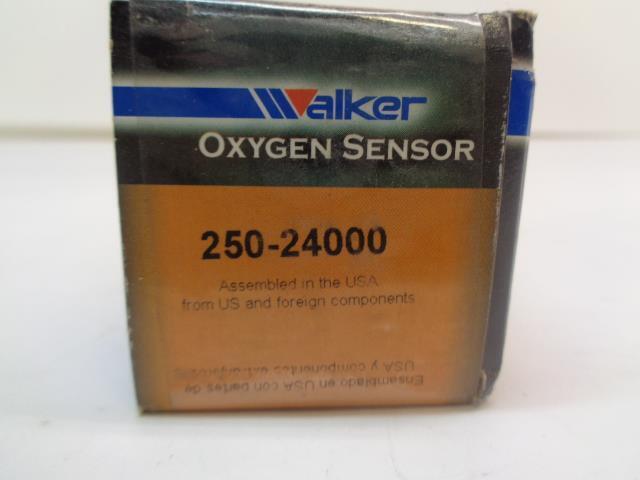 Walker
OXYGEN SENSOR
250-24000
Assembled in the USA
from US and foreign components
Ensamblado en USA con partes de
USA y componentes extranjeros